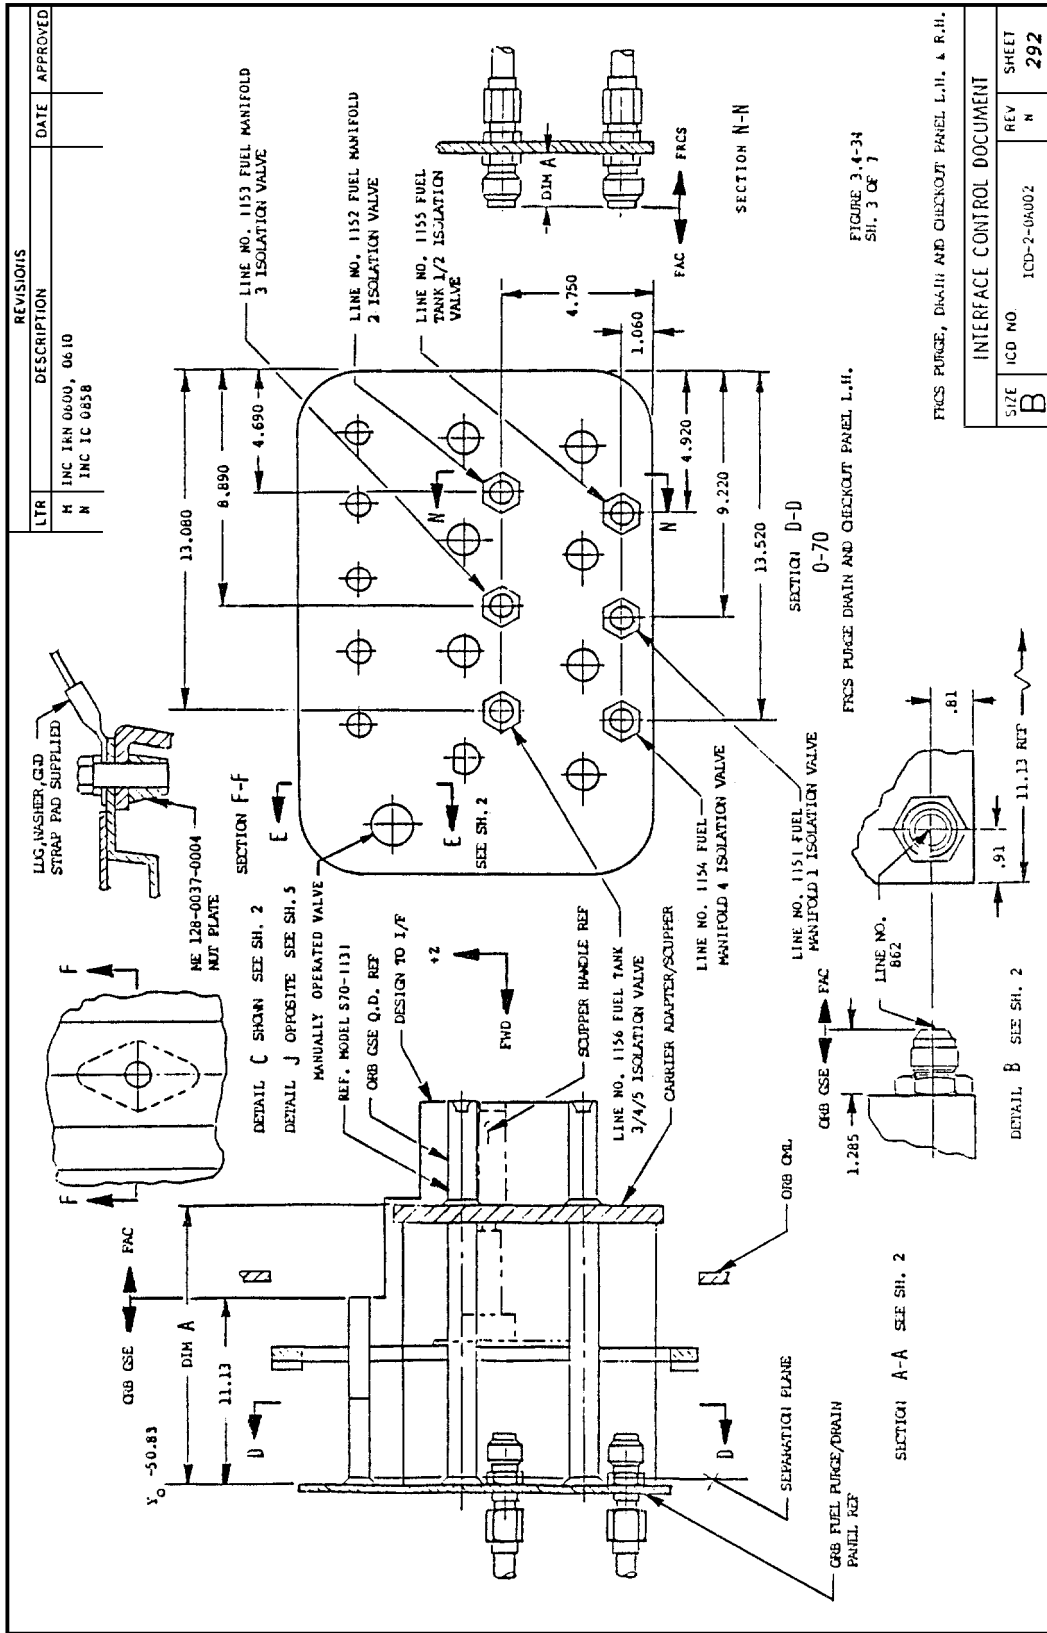 REVISIONS
LTR DESCRIPTION DATE APPROVED
M INC IRN 0600, 0610
N INC IC 0858
LUG, WASHER, GND
STRAP PAD SUPPLIED
ME 128-0037-0004
NUT PLATE
SECTION F-F
F
F
DETAIL C SHOWN SEE SH. 2
DETAIL J OPPOSITE SEE SH. 5
MANUALLY OPERATED VALVE
REF. MODEL S70-1131
ORB GSE Q.D. REF
DESIGN TO I/F
+Z
FWD
SCUPPER HANDLE REF
LINE NO. 1156 FUEL TANK
3/4/5 ISOLATION VALVE
CARRIER ADAPTER/SCUPPER
ORB GSE
FAC
DIM A
11.13
Yo -50.83
D
D
ORB OML
SEPARATION PLANE
ORB FUEL PURGE/DRAIN
PANEL REF
SECTION A-A SEE SH. 2
13.080
8.890
4.690
LINE NO. 1153 FUEL MANIFOLD
3 ISOLATION VALVE
LINE NO. 1152 FUEL MANIFOLD
2 ISOLATION VALVE
LINE NO. 1155 FUEL
TANK 1/2 ISOLATION
VALVE
4.750
1.060
E
E
SEE SH. 2
N
N
4.920
9.220
13.520
LINE NO. 1154 FUEL
MANIFOLD 4 ISOLATION VALVE
LINE NO. 1151 FUEL
MANIFOLD 1 ISOLATION VALVE
SECTION D-D
0-70
FRCS PURGE DRAIN AND CHECKOUT PANEL L.H.
DIM A
FAC
FRCS
SECTION N-N
ORB GSE
FAC
1.285
LINE NO.
862
.81
.91
11.13 REF
DETAIL B SEE SH. 2
FIGURE 3.4-34
SH. 3 OF 7
FRCS PURGE, DRAIN AND CHECKOUT PANEL L.H. & R.H.
INTERFACE CONTROL DOCUMENT
SIZE ICD NO. REV SHEET
B ICD-2-0A002 N 292